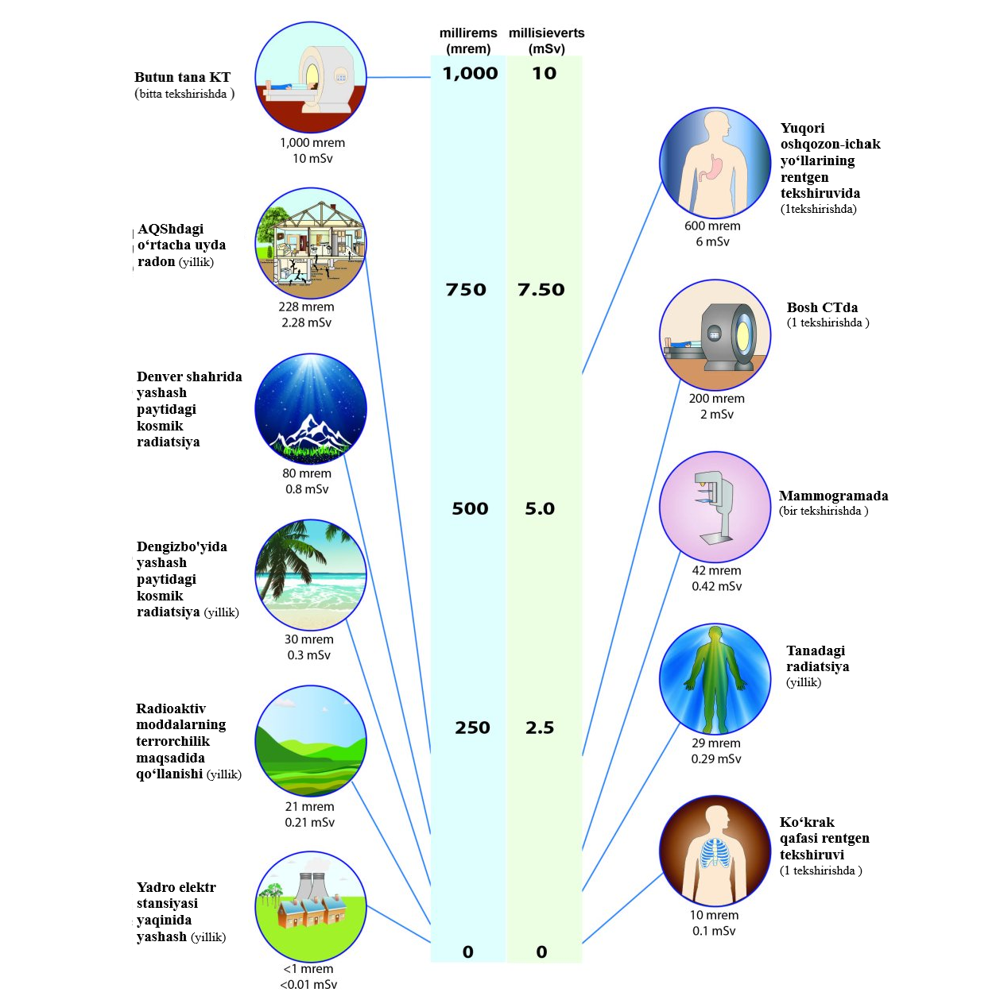 millirems millisieverts
(mrem) (mSv)
1,000 10
750 7.50
500 5.0
250 2.5
0 0
Butun tana KT
(bitta tekshirishda )
1,000 mrem
10 mSv
AQShdagi
o‘rtacha uyda
radon (yillik)
228 mrem
2.28 mSv
Denver shahrida
yashash
paytidagi
kosmik
radiatsiya
80 mrem
0.8 mSv
Dengizbo'yida
yashash
paytidagi
kosmik
radiatsiya (yillik)
30 mrem
0.3 mSv
Radioaktiv
moddalarning
terrorchilik
maqsadida
qo‘llanishi (yillik)
21 mrem
0.21 mSv
Yadro elektr
stansiyasi
yaqinida
yashash (yillik)
<1 mrem
<0.01 mSv
Yuqori
oshqozon-ichak
yo‘llarining
rentgen
tekshiruvida
(1tekshirishda)
600 mrem
6 mSv
Bosh CTda
(1 tekshirishda )
200 mrem
2 mSv
Mammogramada
(bir tekshirishda )
42 mrem
0.42 mSv
Tanadagi
radiatsiya
(yillik)
29 mrem
0.29 mSv
Ko‘krak
qafasi rentgen
tekshiruvi
(1 tekshirishda )
10 mrem
0.1 mSv